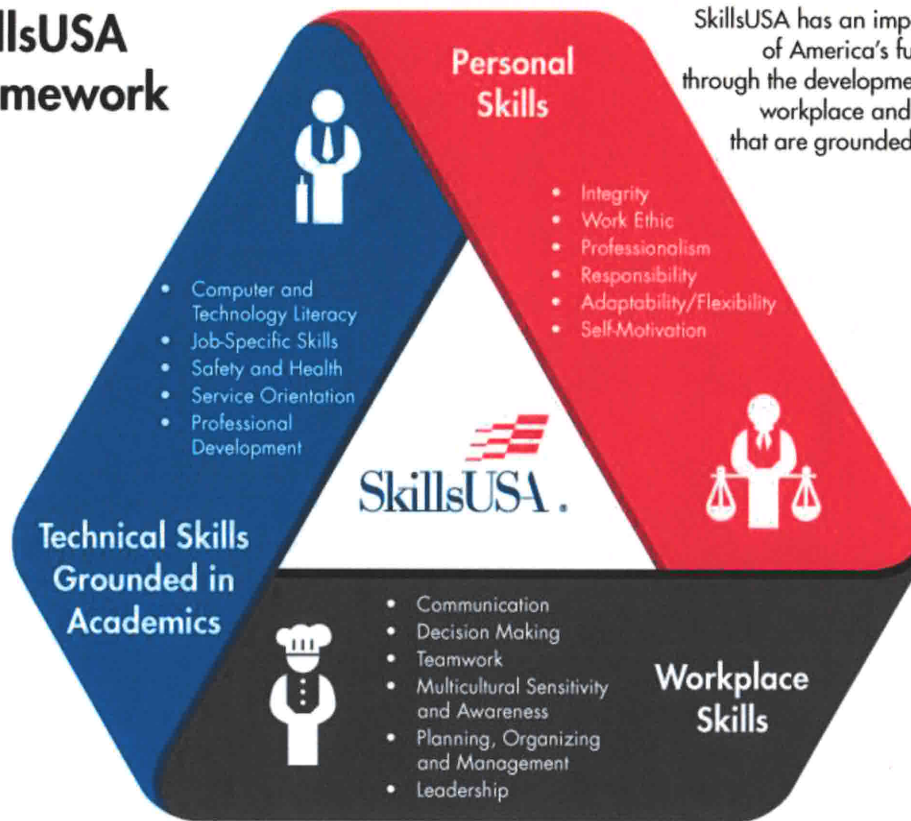 llsUSA
mework
SkillsUSA has an imp
of America's fu
through the developme
workplace and
that are grounded
Personal
Skills
• Integrity
• Work Ethic
• Professionalism
• Responsibility
• Adaptability/Flexibility
• Self-Motivation
• Computer and
Technology Literacy
• Job-Specific Skills
• Safety and Health
• Service Orientation
• Professional
Development
SkillsUSA.
Technical Skills
Grounded in
Academics
• Communication
• Decision Making
• Teamwork
• Multicultural Sensitivity
and Awareness
• Planning, Organizing
and Management
• Leadership
Workplace
Skills